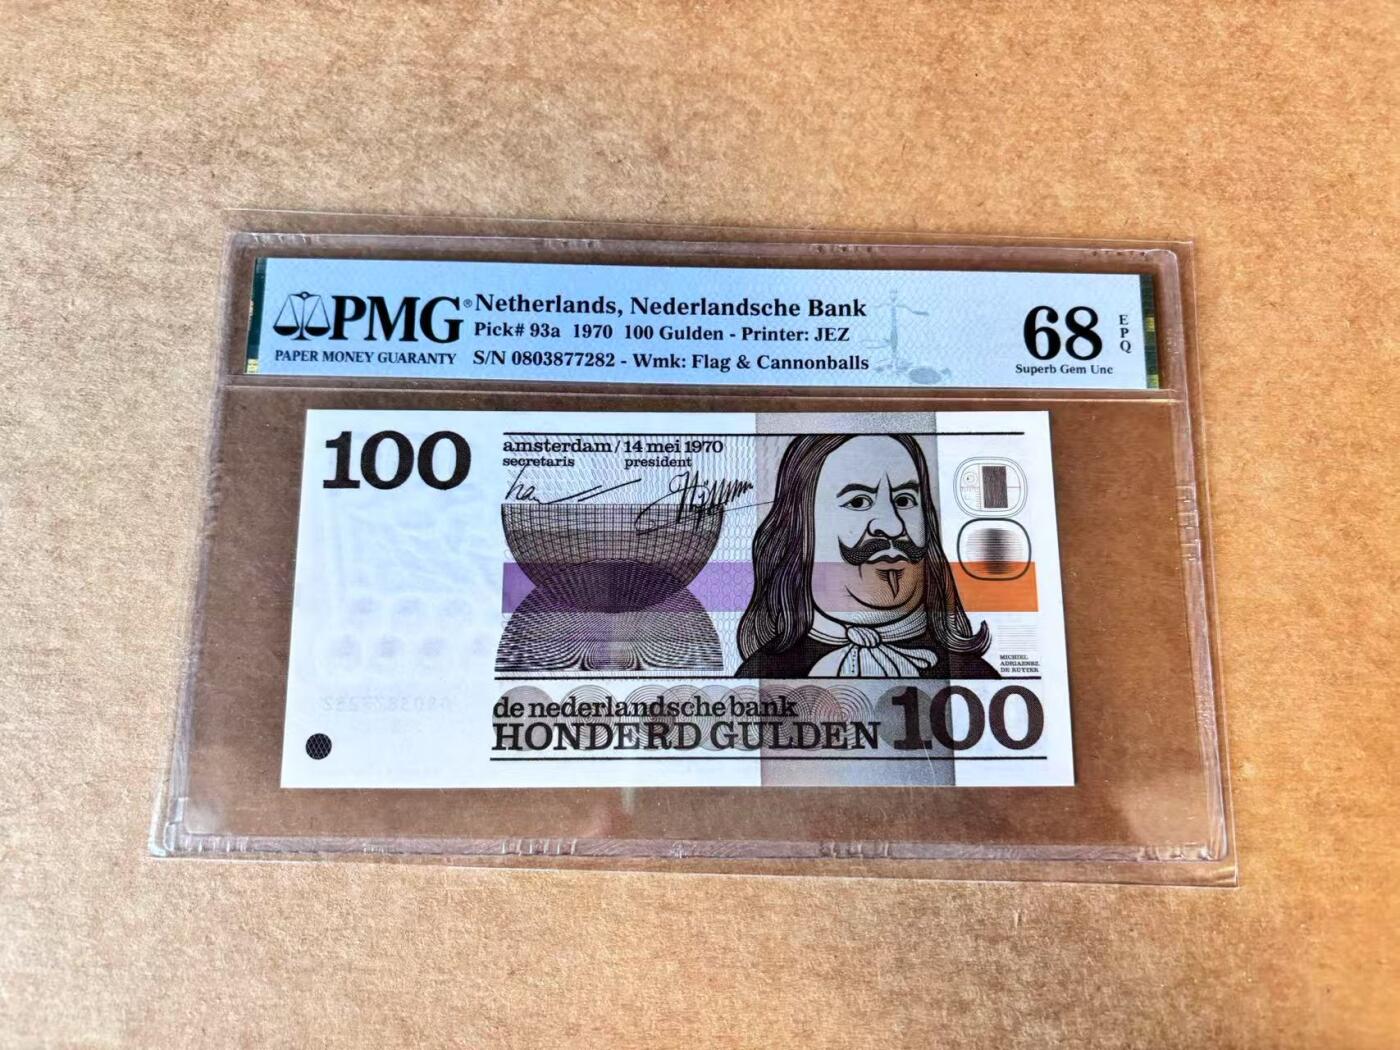 PMG®
PAPER MONEY GUARANTY
Netherlands, Nederlandsche Bank
Pick# 93a 1970 100 Gulden - Printer: JEZ
S/N 0803877282 - Wmk: Flag & Cannonballs
68
EPQ
Superb Gem Unc
100
amsterdam / 14 mei 1970
secretaris president
MICHIEL
ADRIAENSZ.
DE RUYTER
de nederlandsche bank
HONDERD GULDEN 100